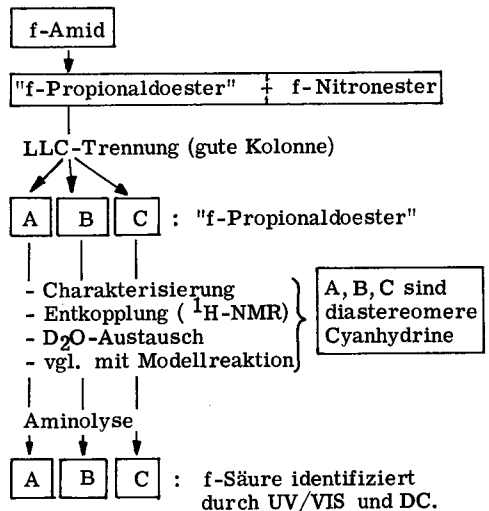 f-Amid
"f-Propionaldoester" + f-Nitronester
LLC-Trennung (gute Kolonne)
A B C : "f-Propionaldoester"
- Charakterisierung
- Entkopplung (¹H-NMR)
- D₂O-Austausch
- vgl. mit Modellreaktion
A, B, C sind
diastereomere
Cyanhydrine
Aminolyse
A B C : f-Säure identifiziert
durch UV/VIS und DC.